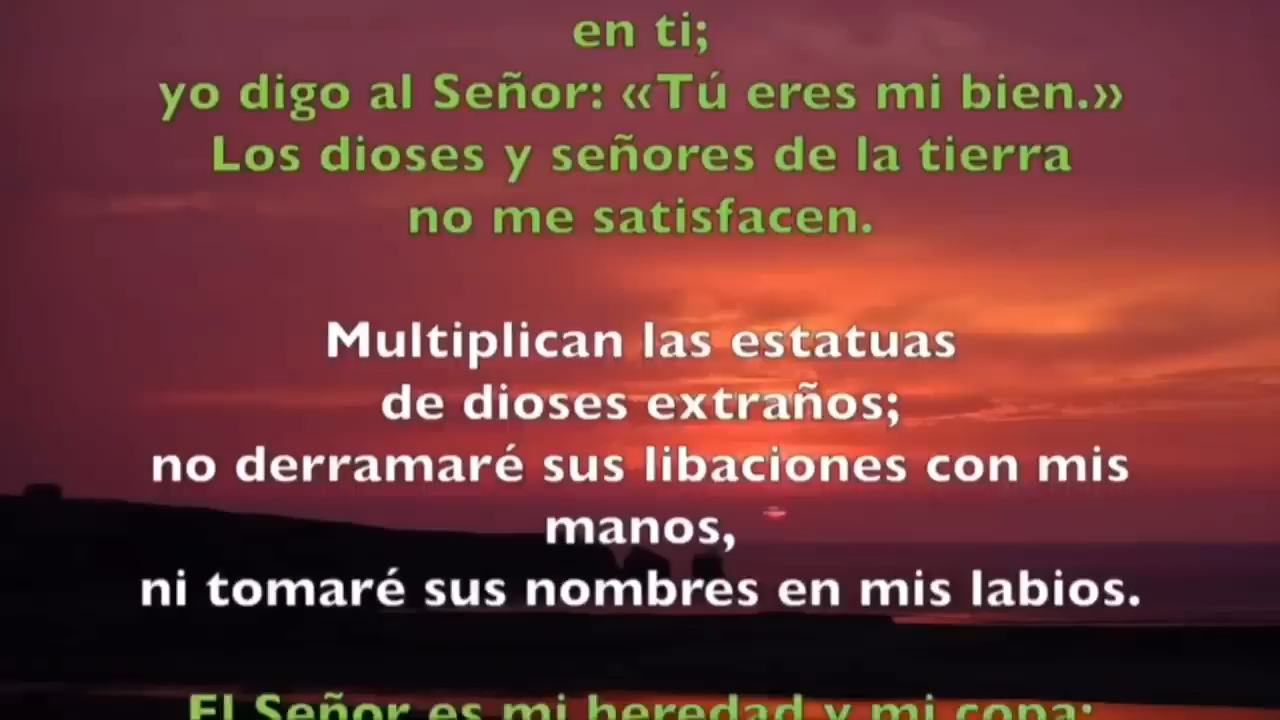 en ti;
yo digo al Señor: «Tú eres mi bien.»
Los dioses y señores de la tierra
no me satisfacen.
Multiplican las estatuas
de dioses extraños;
no derramaré sus libaciones con mis
manos,
ni tomaré sus nombres en mis labios.
El Señor es mi heredad y mi copa;